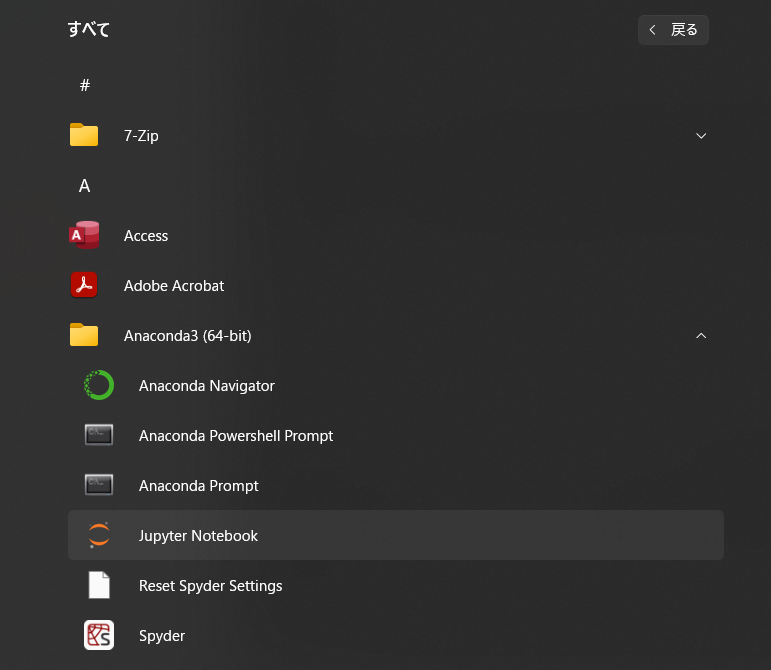 すべて
戻る
#
7-Zip
A
Access
Adobe Acrobat
Anaconda3 (64-bit)
Anaconda Navigator
Anaconda Powershell Prompt
Anaconda Prompt
Jupyter Notebook
Reset Spyder Settings
Spyder